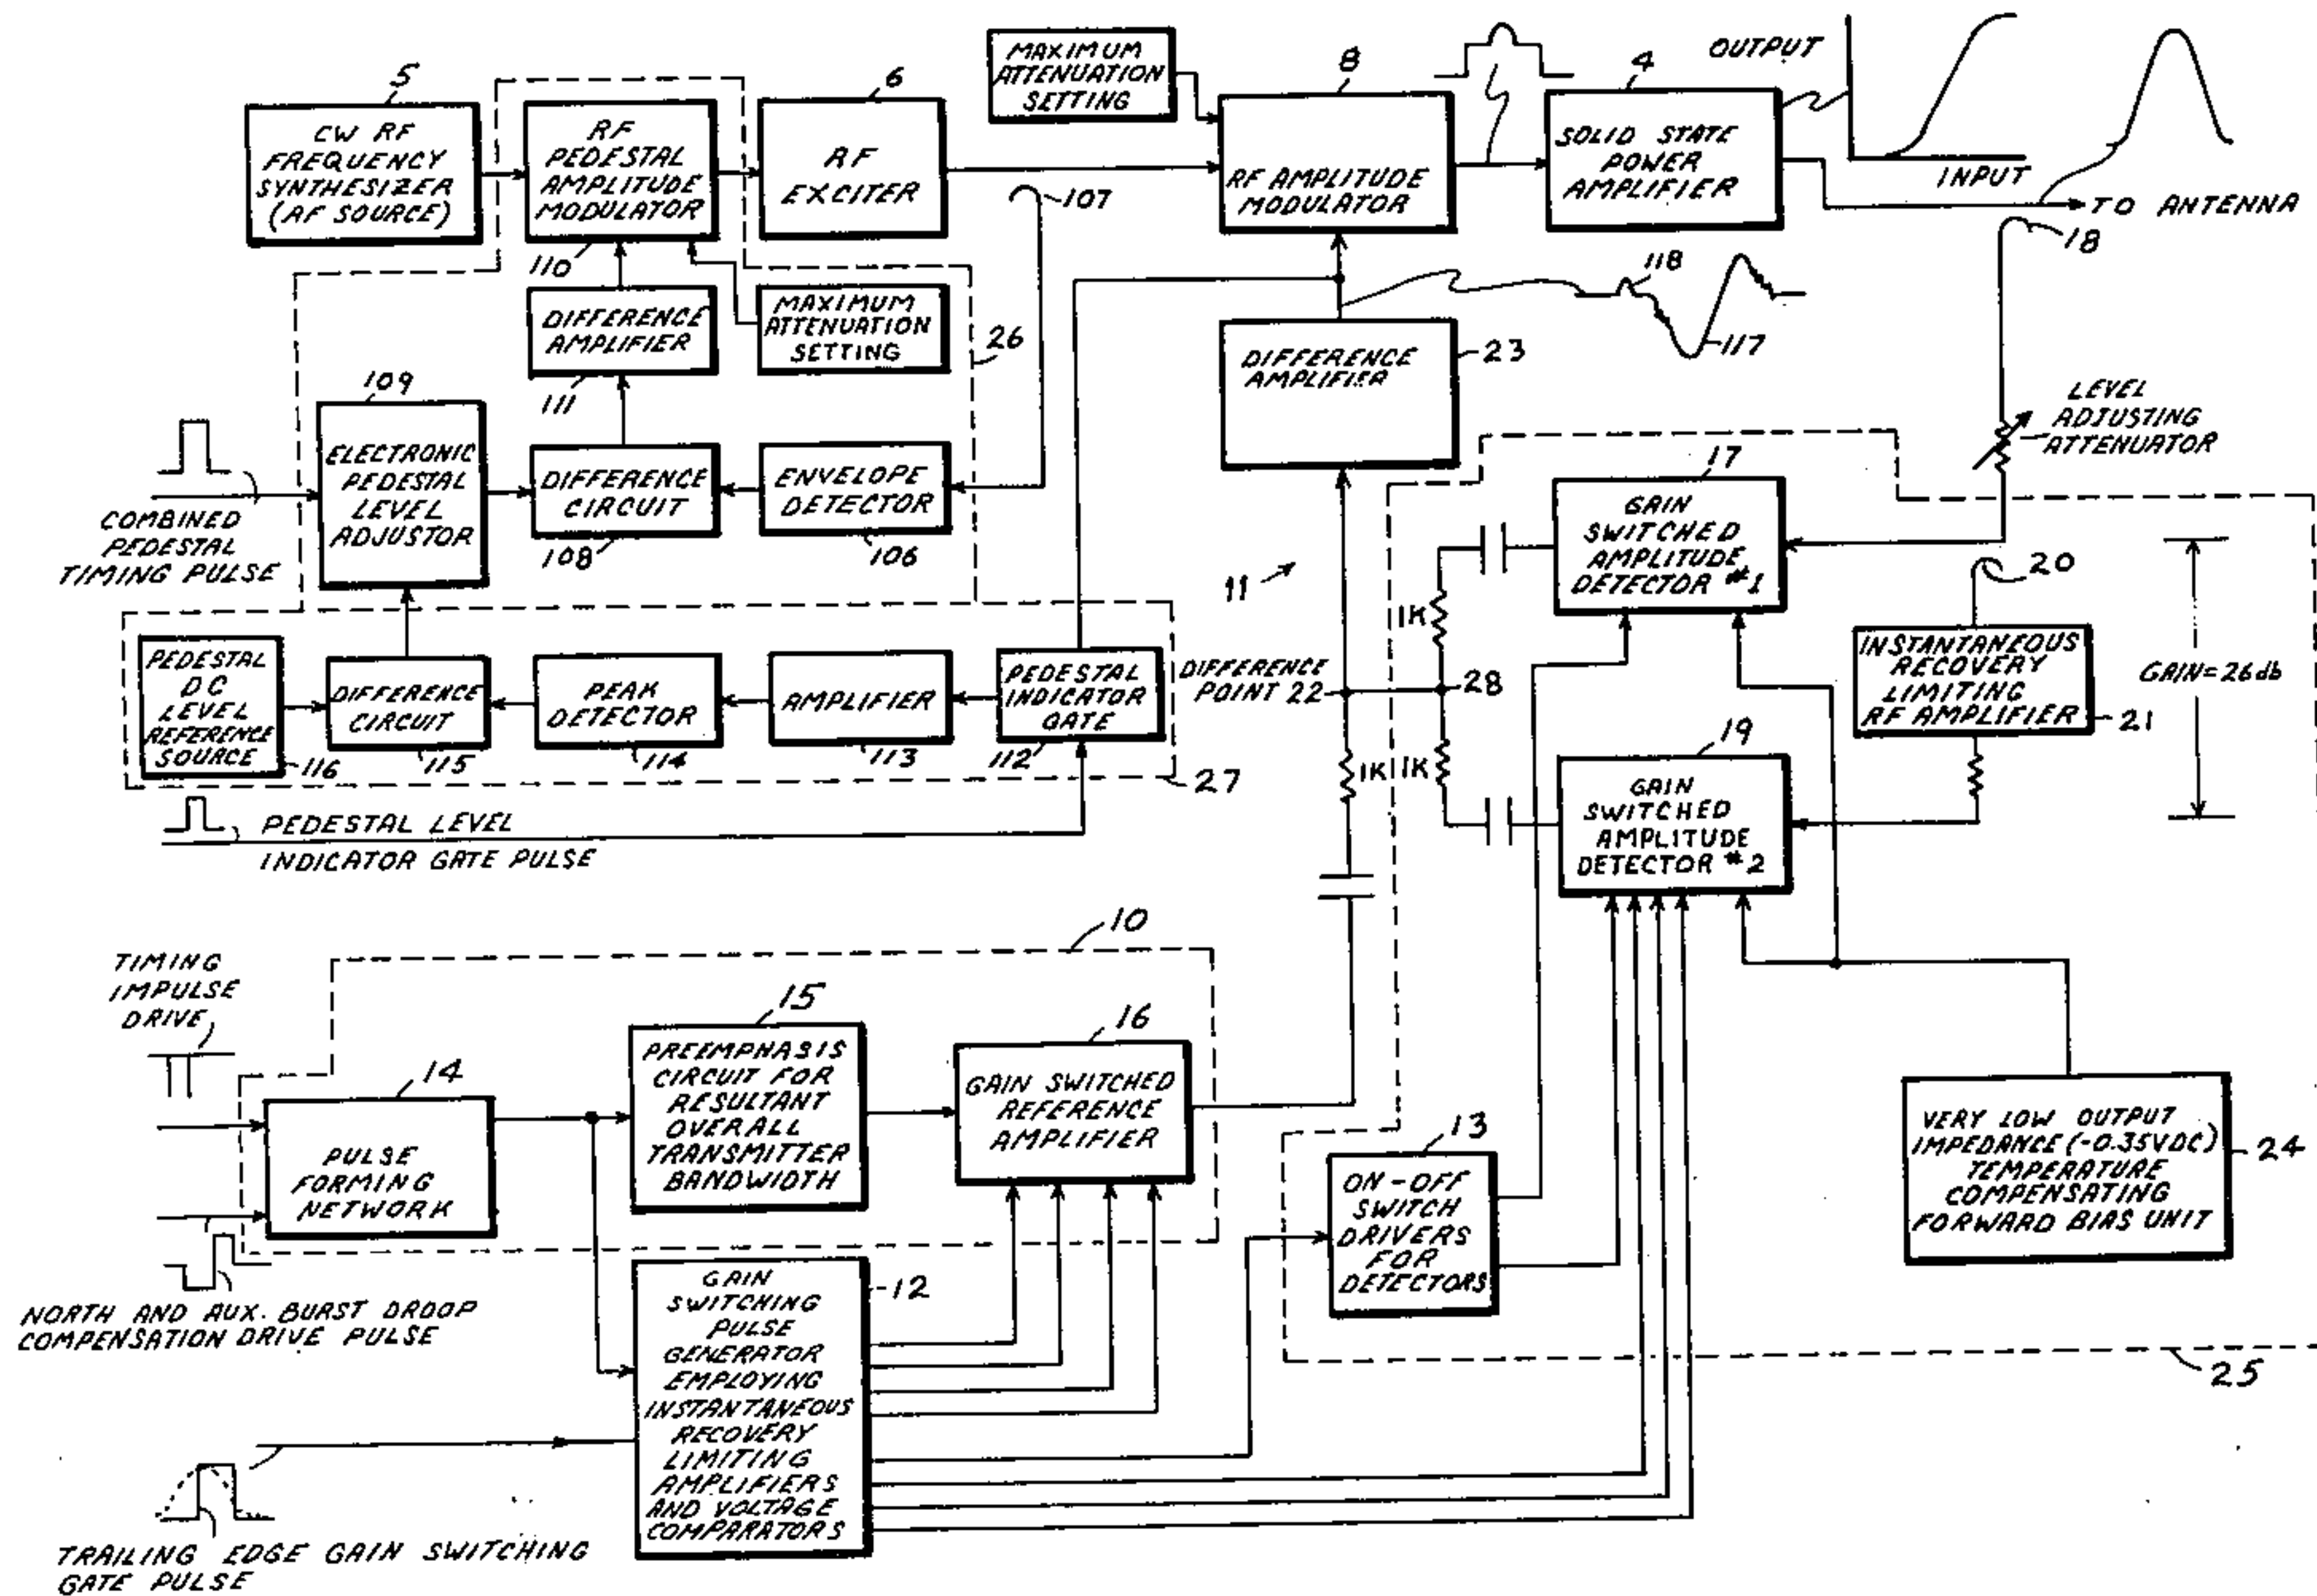 5
CW RF
FREQUENCY
SYNTHESIZER
(AF SOURCE)
RF
PEDESTAL
AMPLITUDE
MODULATOR
110
6
RF
EXCITER
MAXIMUM
ATTENUATION
SETTING
8
RF AMPLITUDE
MODULATOR
4
SOLID STATE
POWER
AMPLIFIER
OUTPUT
INPUT
TO ANTENNA
18
107
DIFFERENCE
AMPLIFIER
111
MAXIMUM
ATTENUATION
SETTING
26
118
117
DIFFERENCE
AMPLIFIER
23
LEVEL
ADJUSTING
ATTENUATOR
109
ELECTRONIC
PEDESTAL
LEVEL
ADJUSTOR
COMBINED
PEDESTAL
TIMING PULSE
DIFFERENCE
CIRCUIT
108
ENVELOPE
DETECTOR
106
17
GAIN
SWITCHED
AMPLITUDE
DETECTOR #1
11
1K
20
INSTANTANEOUS
RECOVERY
LIMITING
RF AMPLIFIER
21
GAIN=26db
PEDESTAL
DC
LEVEL
REFERENCE
SOURCE
116
DIFFERENCE
CIRCUIT
115
PEAK
DETECTOR
114
AMPLIFIER
113
PEDESTAL
INDICATOR
GATE
112
27
DIFFERENCE
POINT 22
28
1K
1K
19
GAIN
SWITCHED
AMPLITUDE
DETECTOR #2
PEDESTAL LEVEL
INDICATOR GATE PULSE
10
TIMING
IMPULSE
DRIVE
14
PULSE
FORMING
NETWORK
15
PREEMPHASIS
CIRCUIT FOR
RESULTANT
OVERALL
TRANSMITTER
BANDWIDTH
16
GAIN SWITCHED
REFERENCE
AMPLIFIER
13
ON-OFF
SWITCH
DRIVERS
FOR
DETECTORS
VERY LOW OUTPUT
IMPEDANCE (-0.35VDC)
TEMPERATURE
COMPENSATING
FORWARD BIAS UNIT
24
NORTH AND AUX. BURST DROOP
COMPENSATION DRIVE PULSE
GAIN
SWITCHING
PULSE
GENERATOR
EMPLOYING
INSTANTANEOUS
RECOVERY
LIMITING
AMPLIFIERS
AND VOLTAGE
COMPARATORS
12
25
TRAILING EDGE GAIN SWITCHING
GATE PULSE